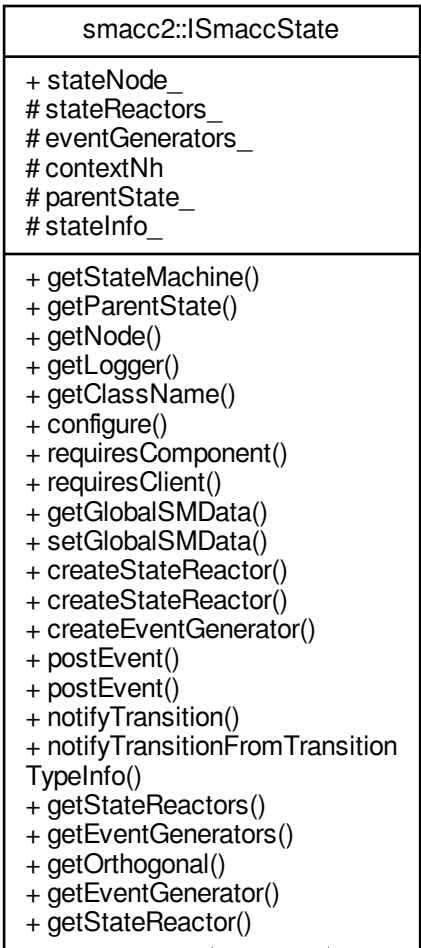 smacc2::ISmaccState
+ stateNode_
# stateReactors_
# eventGenerators_
# contextNh
# parentState_
# stateInfo_
+ getStateMachine()
+ getParentState()
+ getNode()
+ getLogger()
+ getClassName()
+ configure()
+ requiresComponent()
+ requiresClient()
+ getGlobalSMData()
+ setGlobalSMData()
+ createStateReactor()
+ createStateReactor()
+ createEventGenerator()
+ postEvent()
+ postEvent()
+ notifyTransition()
+ notifyTransitionFromTransition
TypeInfo()
+ getStateReactors()
+ getEventGenerators()
+ getOrthogonal()
+ getEventGenerator()
+ getStateReactor()